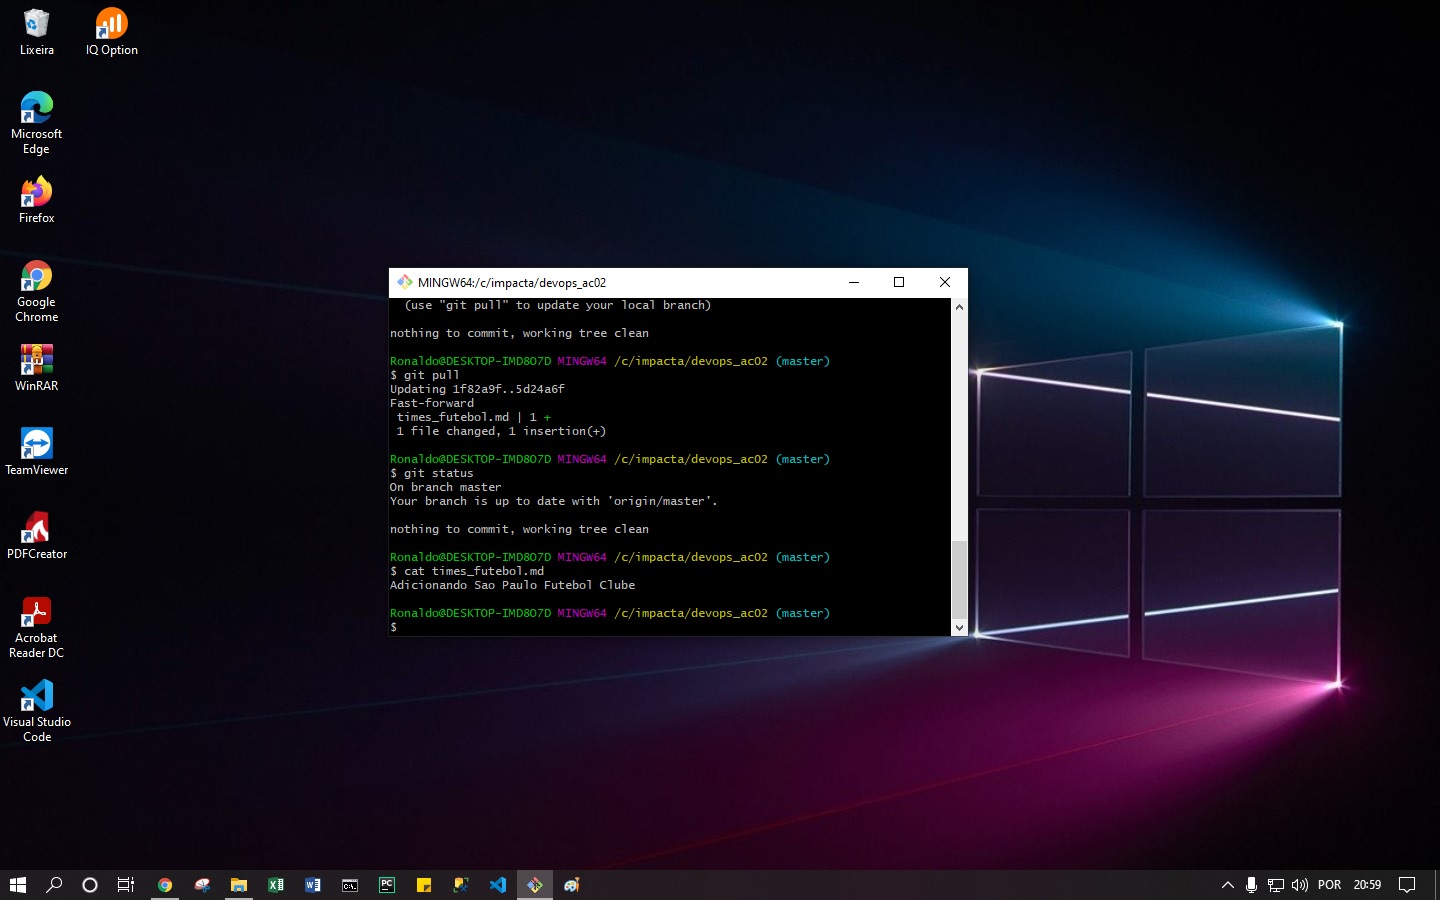 Lixeira
IQ Option
Microsoft
Edge
Firefox
Google
Chrome
WinRAR
TeamViewer
PDFCreator
Acrobat
Reader DC
Visual Studio
Code
MINGW64:/c/impacta/devops_ac02
(use "git pull" to update your local branch)
nothing to commit, working tree clean
Ronaldo@DESKTOP-IMD8O7D MINGW64 /c/impacta/devops_ac02 (master)
$ git pull
Updating 1f82a9f..5d24a6f
Fast-forward
times_futebol.md | 1 +
1 file changed, 1 insertion(+)
Ronaldo@DESKTOP-IMD8O7D MINGW64 /c/impacta/devops_ac02 (master)
$ git status
On branch master
Your branch is up to date with 'origin/master'.
nothing to commit, working tree clean
Ronaldo@DESKTOP-IMD8O7D MINGW64 /c/impacta/devops_ac02 (master)
$ cat times_futebol.md
Adicionando Sao Paulo Futebol Clube
Ronaldo@DESKTOP-IMD8O7D MINGW64 /c/impacta/devops_ac02 (master)
$
POR
20:59